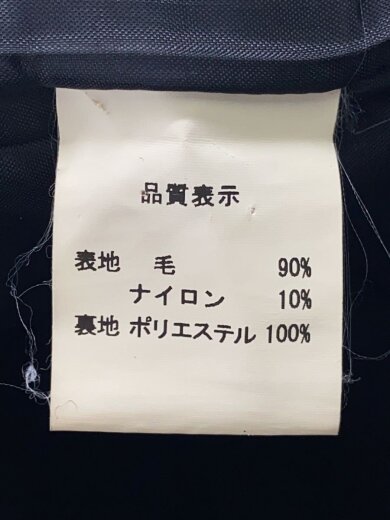 品質表示
表地 毛 90%
ナイロン 10%
裏地 ポリエステル 100%